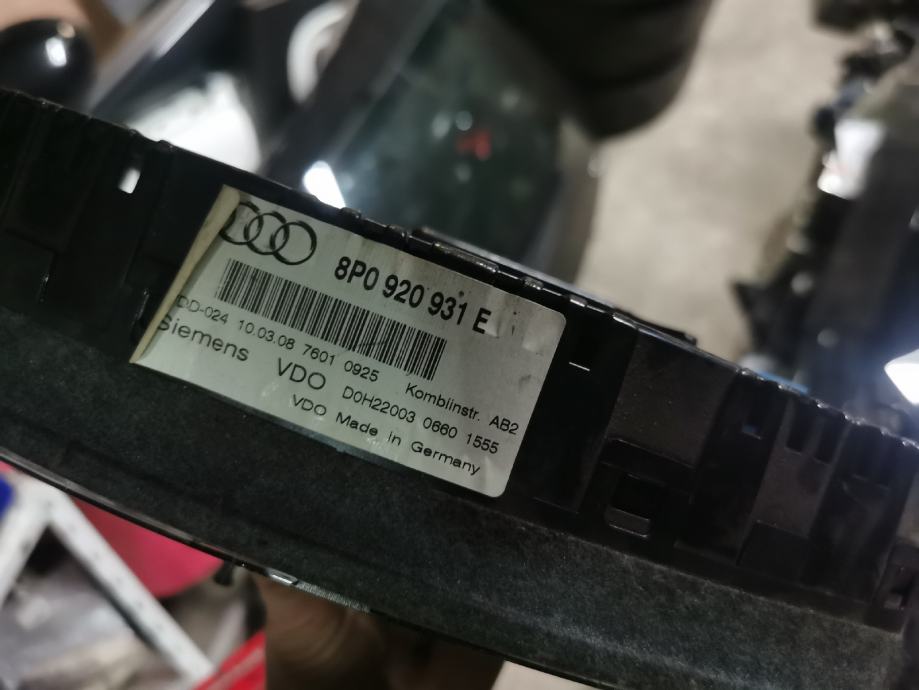 8P0 920 931 E
DD-024 10.03.08 7601 0925 Kombiinstr. AB2
Siemens VDO D0H22003 0660 1555
VDO Made in Germany